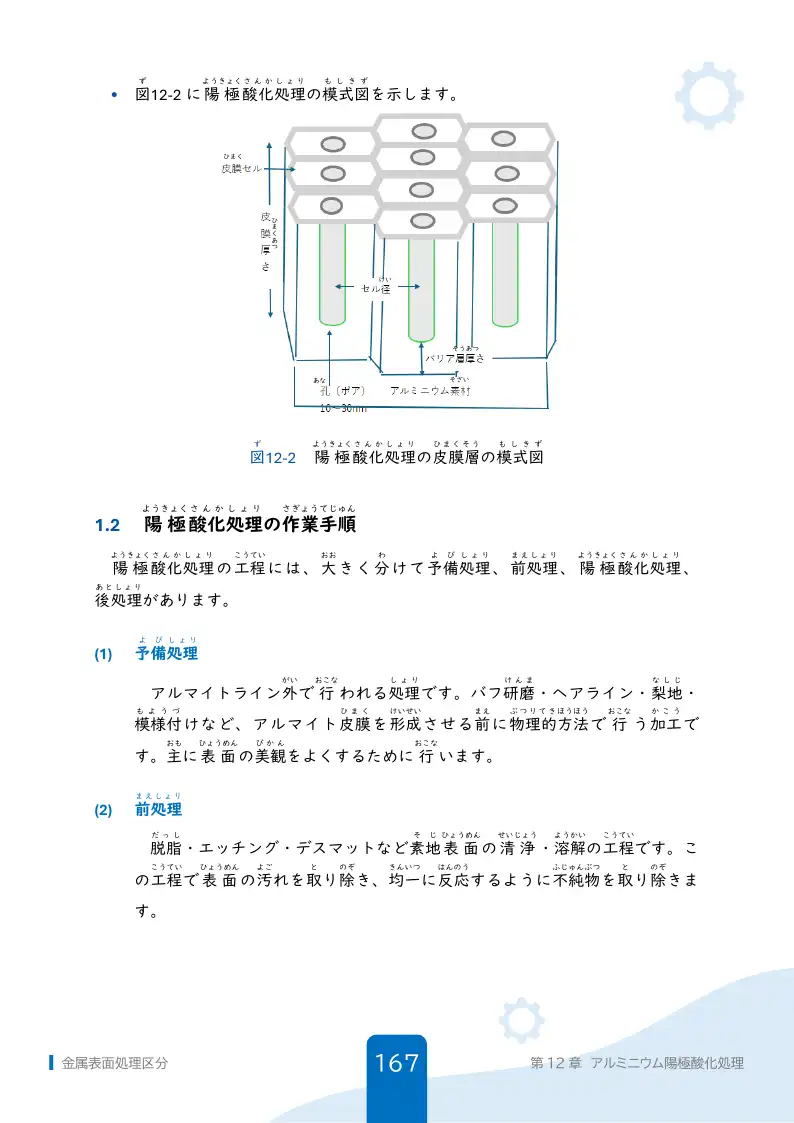 • 図12-2 に陽極酸化処理の模式図を示します。
皮膜セル
皮膜厚さ
セル径
バリア層厚さ
孔（ポア）
10～30nm
アルミニウム素材
図12-2 陽極酸化処理の皮膜層の模式図
1.2 陽極酸化処理の作業手順
陽極酸化処理の工程には、大きく分けて予備処理、前処理、陽極酸化処理、
後処理があります。
(1) 予備処理
アルマイトライン外で行われる処理です。バフ研磨・ヘアライン・梨地・
模様付けなど、アルマイト皮膜を形成させる前に物理的方法で行う加工で
す。主に表面の美観をよくするために行います。
(2) 前処理
脱脂・エッチング・デスマットなど素地表面の清浄・溶解の工程です。こ
の工程で表面の汚れを取り除き、均一に反応するように不純物を取り除きま
す。
金属表面処理区分
167
第 12 章 アルミニウム陽極酸化処理